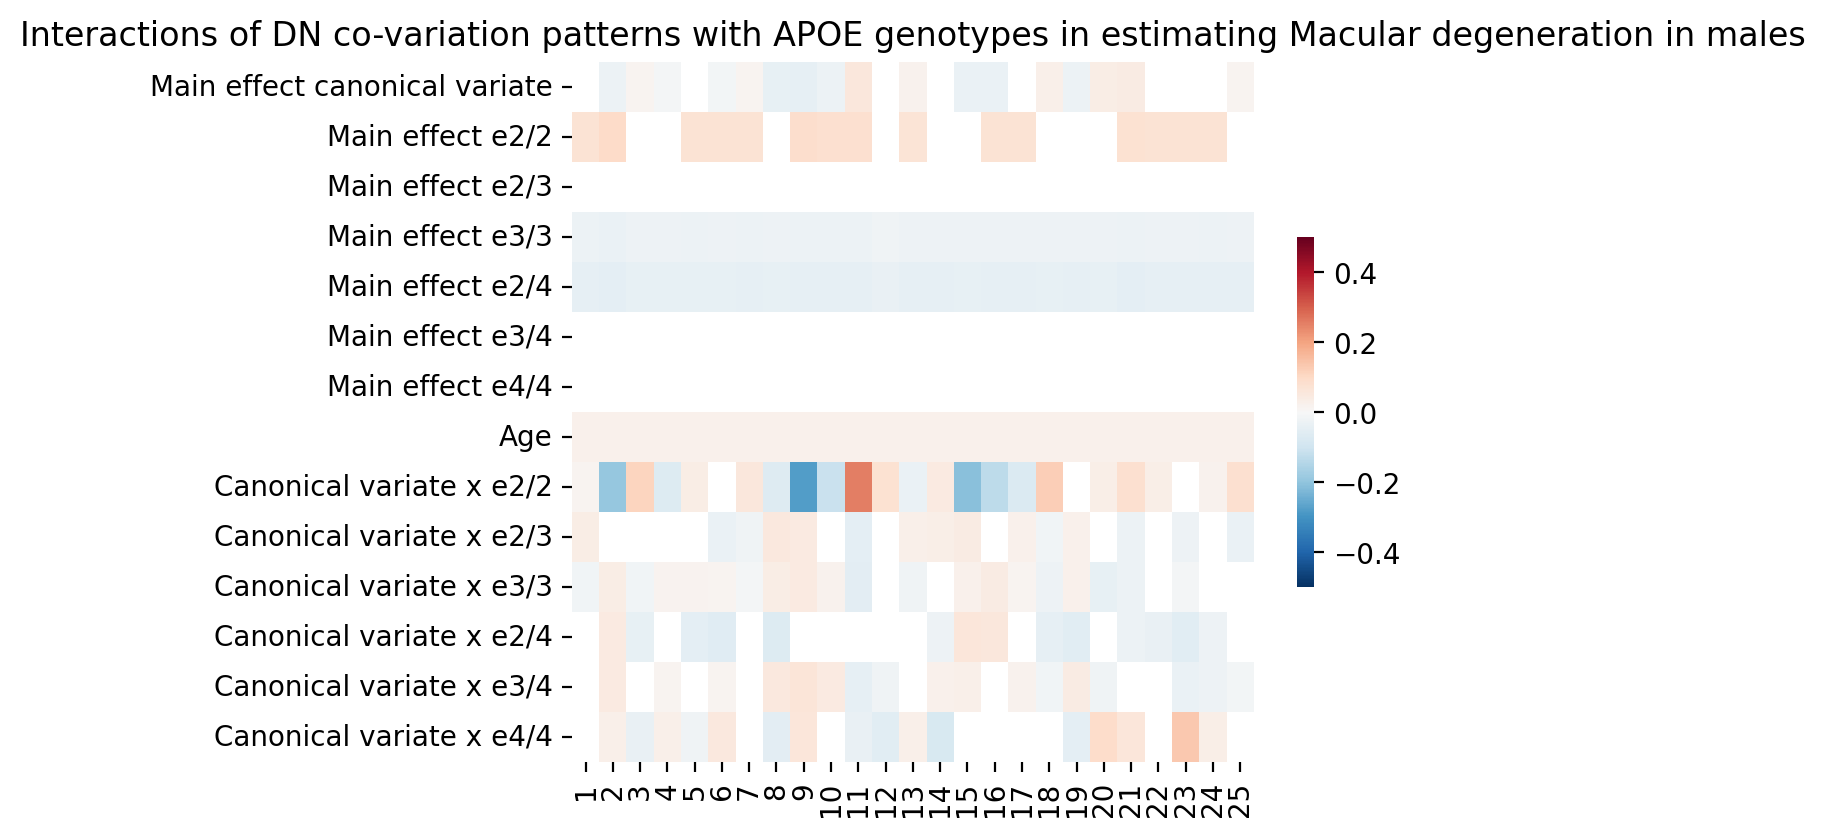 Interactions of DN co-variation patterns with APOE genotypes in estimating Macular degeneration in males
Main effect canonical variate
Main effect e2/2
Main effect e2/3
Main effect e3/3
Main effect e2/4
Main effect e3/4
Main effect e4/4
Age
Canonical variate x e2/2
Canonical variate x e2/3
Canonical variate x e3/3
Canonical variate x e2/4
Canonical variate x e3/4
Canonical variate x e4/4
1 2 3 4 5 6 7 8 9 10 11 12 13 14 15 16 17 18 19 20 21 22 23 24 25
0.4
0.2
0.0
−0.2
−0.4